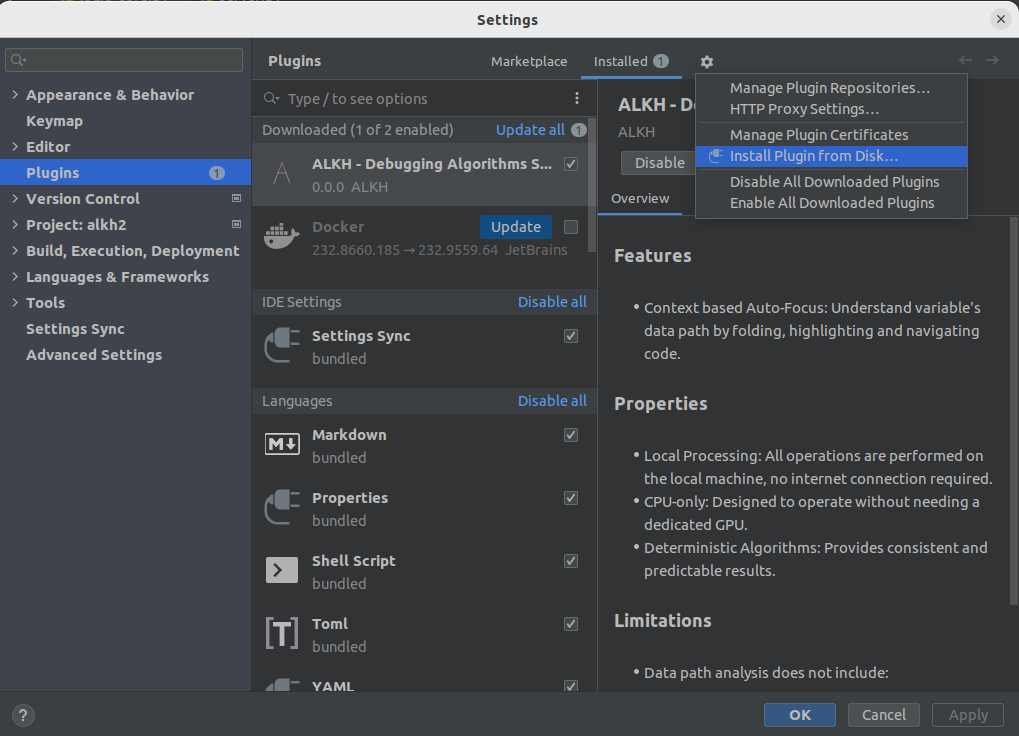 Settings
Plugins
Marketplace
Installed 1
Appearance & Behavior
Keymap
Editor
Plugins 1
Version Control
Project: alkh2
Build, Execution, Deployment
Languages & Frameworks
Tools
Settings Sync
Advanced Settings
Type / to see options
Downloaded (1 of 2 enabled) Update all 1
ALKH - Debugging Algorithms S...
0.0.0 ALKH
Docker Update
232.8660.185 → 232.9559.64 JetBrains
IDE Settings Disable all
Settings Sync
bundled
Languages Disable all
Markdown
bundled
Properties
bundled
Shell Script
bundled
Toml
bundled
YAML
Manage Plugin Repositories...
HTTP Proxy Settings...
Manage Plugin Certificates
Install Plugin from Disk...
Disable All Downloaded Plugins
Enable All Downloaded Plugins
ALKH - D
ALKH
Disable
Overview
Features
• Context based Auto-Focus: Understand variable's
data path by folding, highlighting and navigating
code.
Properties
• Local Processing: All operations are performed on
the local machine, no internet connection required.
• CPU-only: Designed to operate without needing a
dedicated GPU.
• Deterministic Algorithms: Provides consistent and
predictable results.
Limitations
• Data path analysis does not include:
?
OK
Cancel
Apply